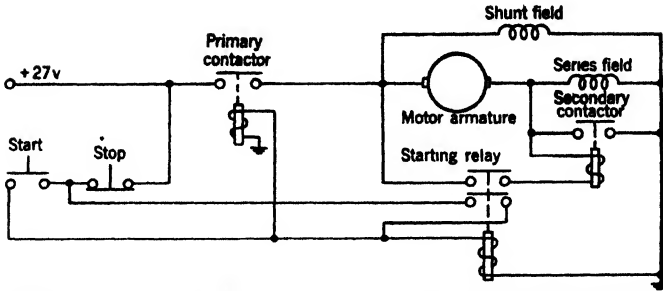 Shunt field
Primary
contactor
Series field
+27v
Secondary
contactor
Motor armature
Start
Stop
Starting relay